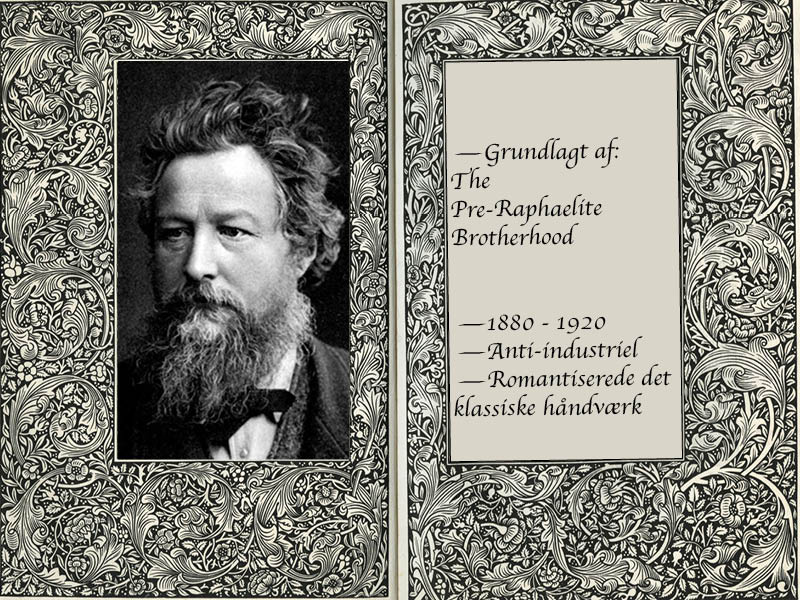 —Grundlagt af:
The
Pre-Raphaelite
Brotherhood
—1880 - 1920
—Anti-industriel
—Romantiserede det
klassiske håndværk